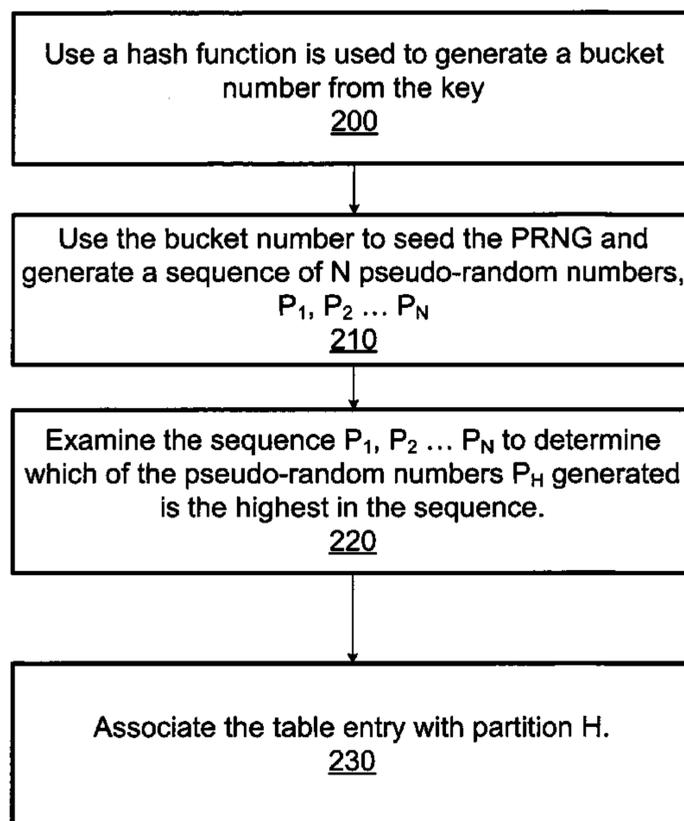 Use a hash function is used to generate a bucket
number from the key
200
Use the bucket number to seed the PRNG and
generate a sequence of N pseudo-random numbers,
P₁, P₂ ... P_N
210
Examine the sequence P₁, P₂ ... P_N to determine
which of the pseudo-random numbers P_H generated
is the highest in the sequence.
220
Associate the table entry with partition H.
230